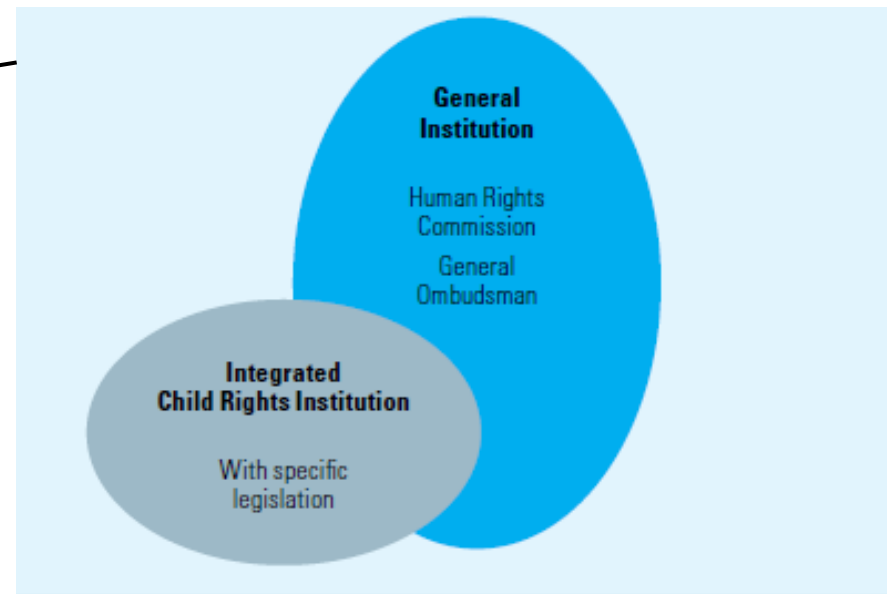 General
Institution
Human Rights
Commission
General
Ombudsman
Integrated
Child Rights Institution
With specific
legislation